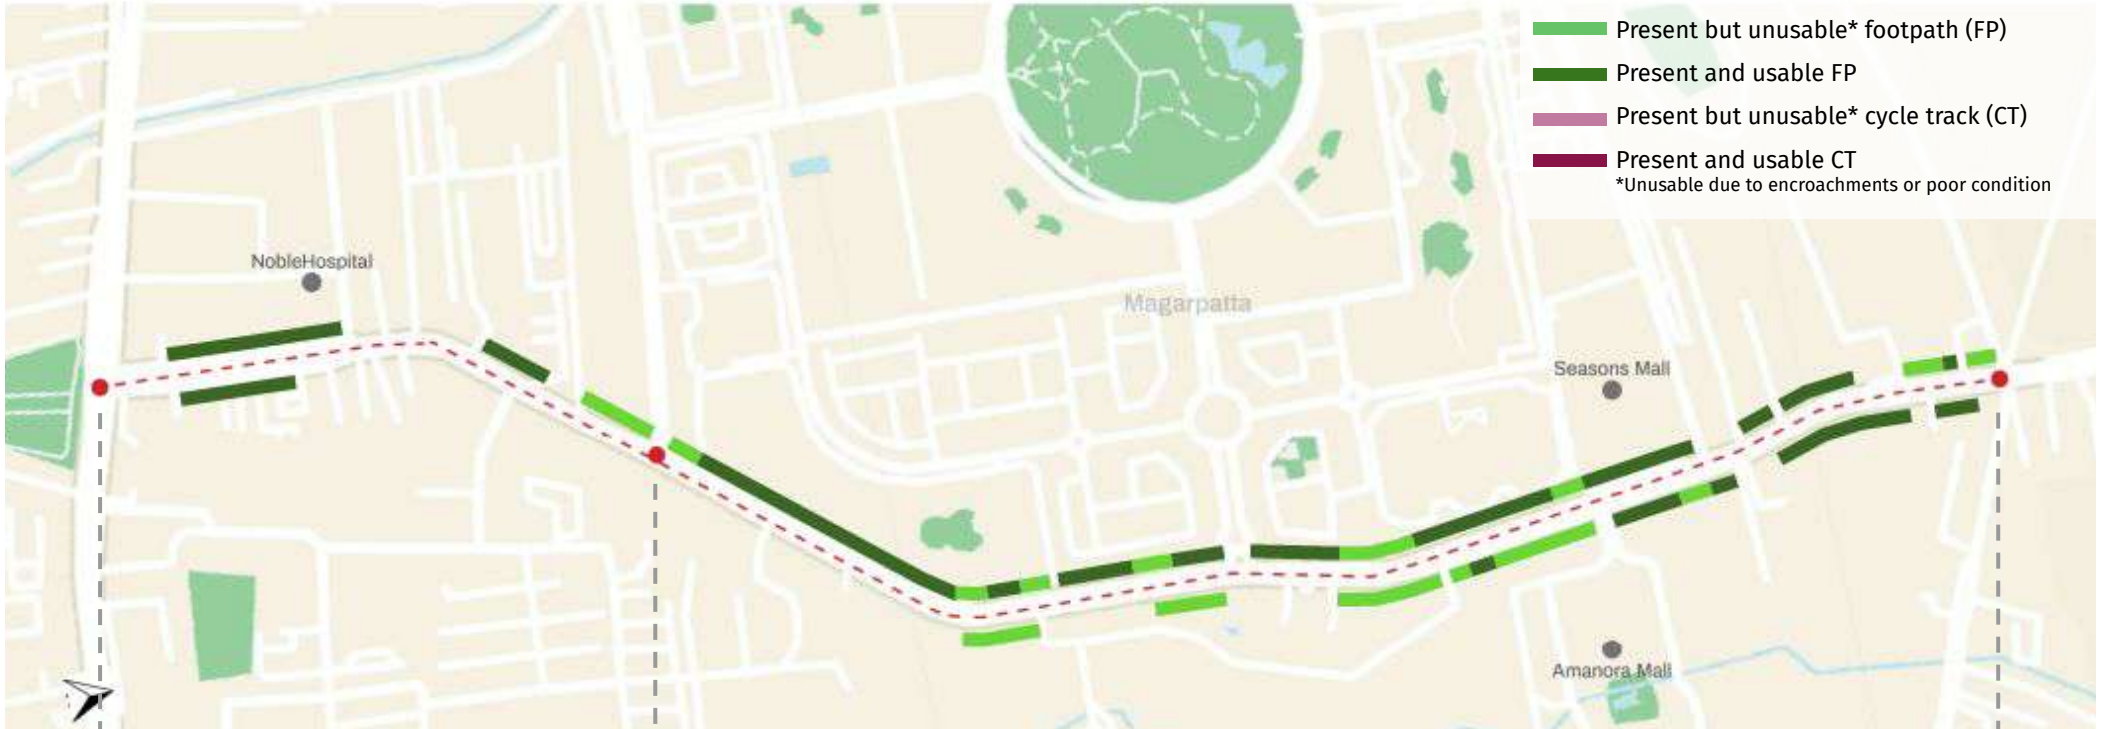 Present but unusable* footpath (FP)
Present and usable FP
Present but unusable* cycle track (CT)
Present and usable CT
*Unusable due to encroachments or poor condition
NobleHospital
Magarpatta
Seasons Mall
Amanora Mall